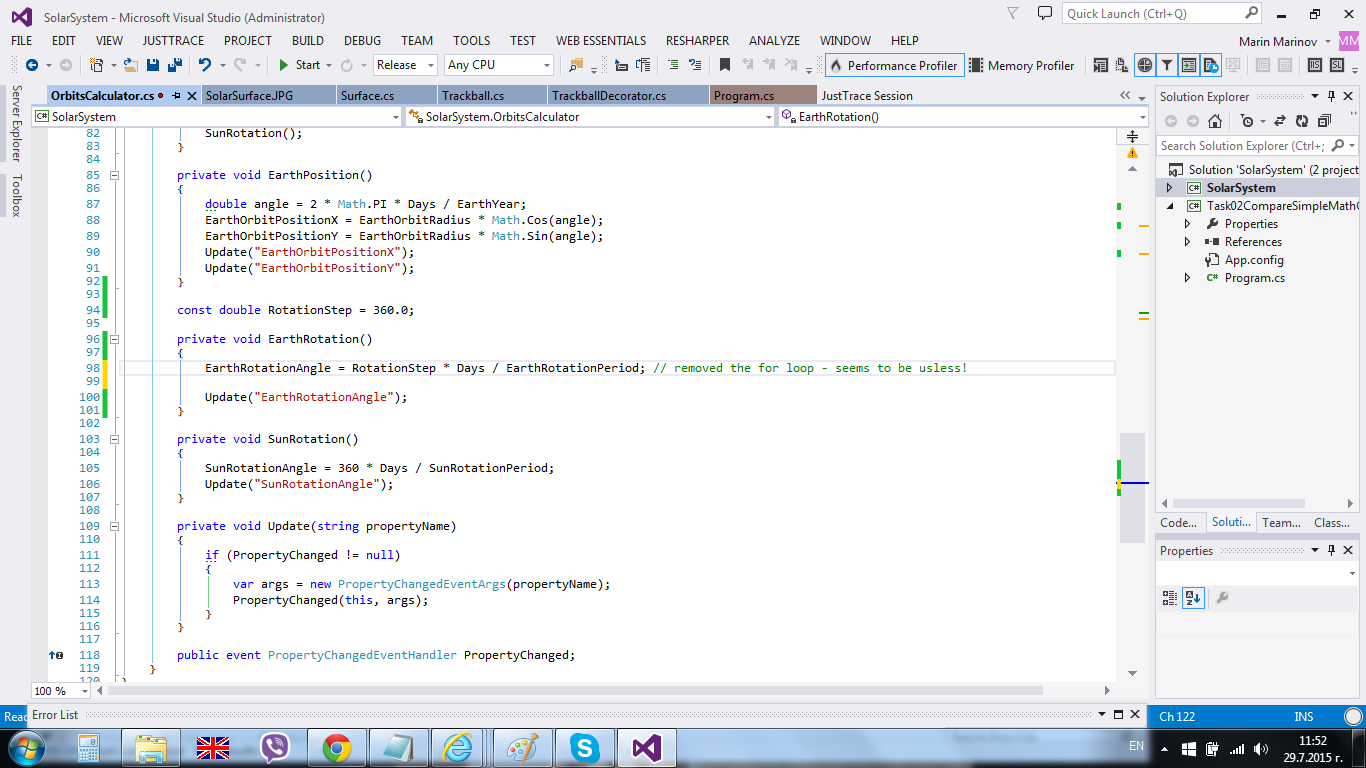 SolarSystem - Microsoft Visual Studio (Administrator)
Quick Launch (Ctrl+Q)
FILE EDIT VIEW JUSTTRACE PROJECT BUILD DEBUG TEAM TOOLS TEST WEB ESSENTIALS RESHARPER ANALYZE WINDOW HELP
Marin Marinov MM
Start Release Any CPU Performance Profiler Memory Profiler
OrbitsCalculator.cs SolarSurface.JPG Surface.cs Trackball.cs TrackballDecorator.cs Program.cs JustTrace Session
SolarSystem SolarSystem.OrbitsCalculator EarthRotation()
Server Explorer
Toolbox
82 SunRotation();
83 }
84
85 private void EarthPosition()
86 {
87 double angle = 2 * Math.PI * Days / EarthYear;
88 EarthOrbitPositionX = EarthOrbitRadius * Math.Cos(angle);
89 EarthOrbitPositionY = EarthOrbitRadius * Math.Sin(angle);
90 Update("EarthOrbitPositionX");
91 Update("EarthOrbitPositionY");
92 }
93
94 const double RotationStep = 360.0;
95
96 private void EarthRotation()
97 {
98 EarthRotationAngle = RotationStep * Days / EarthRotationPeriod; // removed the for loop - seems to be usless!
99
100 Update("EarthRotationAngle");
101 }
102
103 private void SunRotation()
104 {
105 SunRotationAngle = 360 * Days / SunRotationPeriod;
106 Update("SunRotationAngle");
107 }
108
109 private void Update(string propertyName)
110 {
111 if (PropertyChanged != null)
112 {
113 var args = new PropertyChangedEventArgs(propertyName);
114 PropertyChanged(this, args);
115 }
116 }
117
118 public event PropertyChangedEventHandler PropertyChanged;
119 }
120 }
100 %
Solution Explorer
Search Solution Explorer (Ctrl+;
Solution 'SolarSystem' (2 project
C# SolarSystem
C# Task02CompareSimpleMathO
Properties
References
App.config
C# Program.cs
Code... Soluti... Team... Class...
Properties
Error List
Read
Ch 122 INS
EN
11:52
29.7.2015 г.